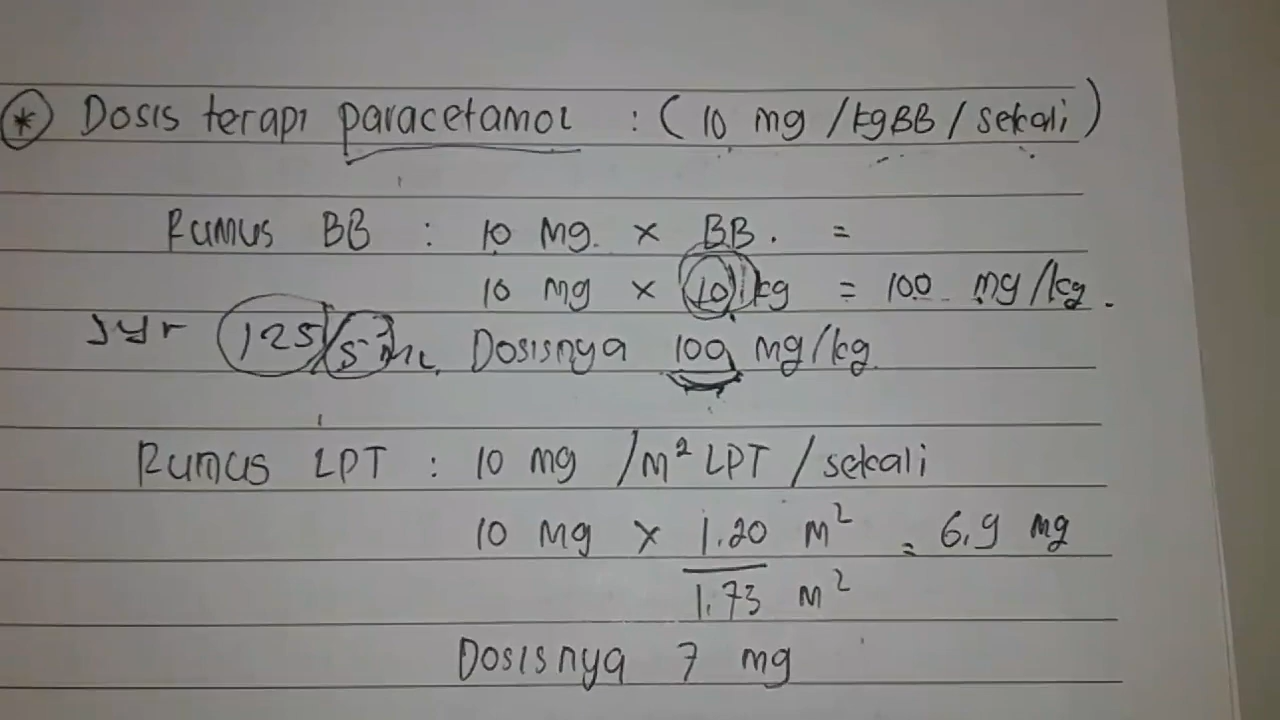 * Dosis terapi paracetamol : (10 mg /kgBB / sekali)
Rumus BB : 10 Mg. x BB. =
10 mg x 10 kg = 100 mg/kg.
syr 125/5 mL Dosisnya 100 mg/kg.
Rumus LPT : 10 mg /m² LPT / sekali
10 Mg x 1.20 m² = 6,9 mg
1.73 m²
Dosisnya 7 mg